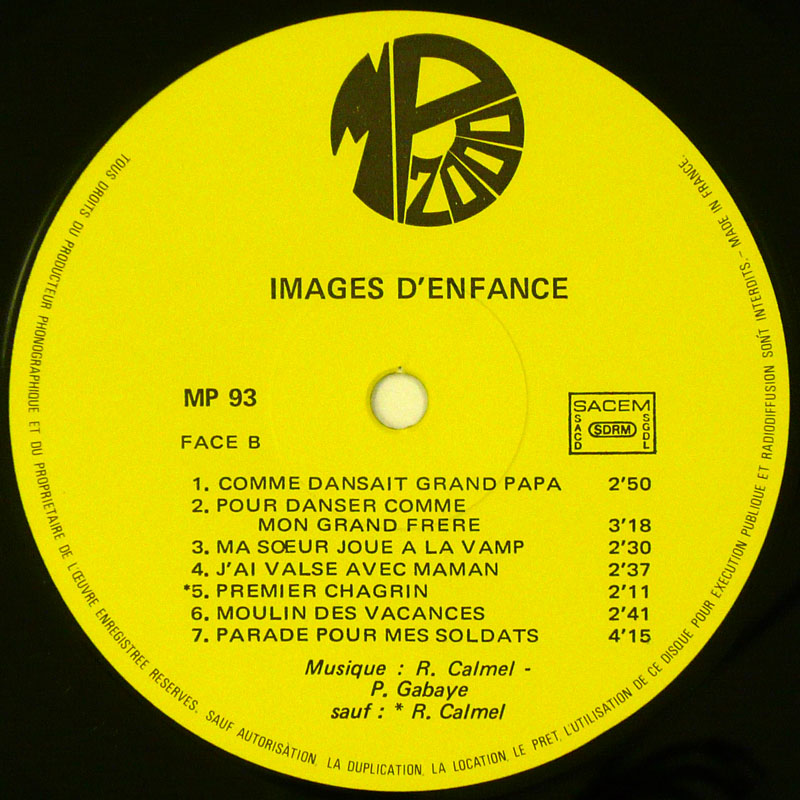 MP 2000
IMAGES D'ENFANCE
MP 93
FACE B
SACEM
SACD
SDRM
SGDL
1. COMME DANSAIT GRAND PAPA 2'50
2. POUR DANSER COMME
MON GRAND FRERE 3'18
3. MA SŒUR JOUE A LA VAMP 2'30
4. J'AI VALSE AVEC MAMAN 2'37
*5. PREMIER CHAGRIN 2'11
6. MOULIN DES VACANCES 2'41
7. PARADE POUR MES SOLDATS 4'15
Musique : R. Calmel -
P. Gabaye
sauf : * R. Calmel
TOUS DROITS DU PRODUCTEUR PHONOGRAPHIQUE ET DU PROPRIETAIRE DE L'ŒUVRE ENREGISTREE RESERVES. SAUF AUTORISATION, LA DUPLICATION, LA LOCATION, LE PRET, L'UTILISATION DE CE DISQUE POUR EXECUTION PUBLIQUE ET RADIODIFFUSION SONT INTERDITS. - MADE IN FRANCE.